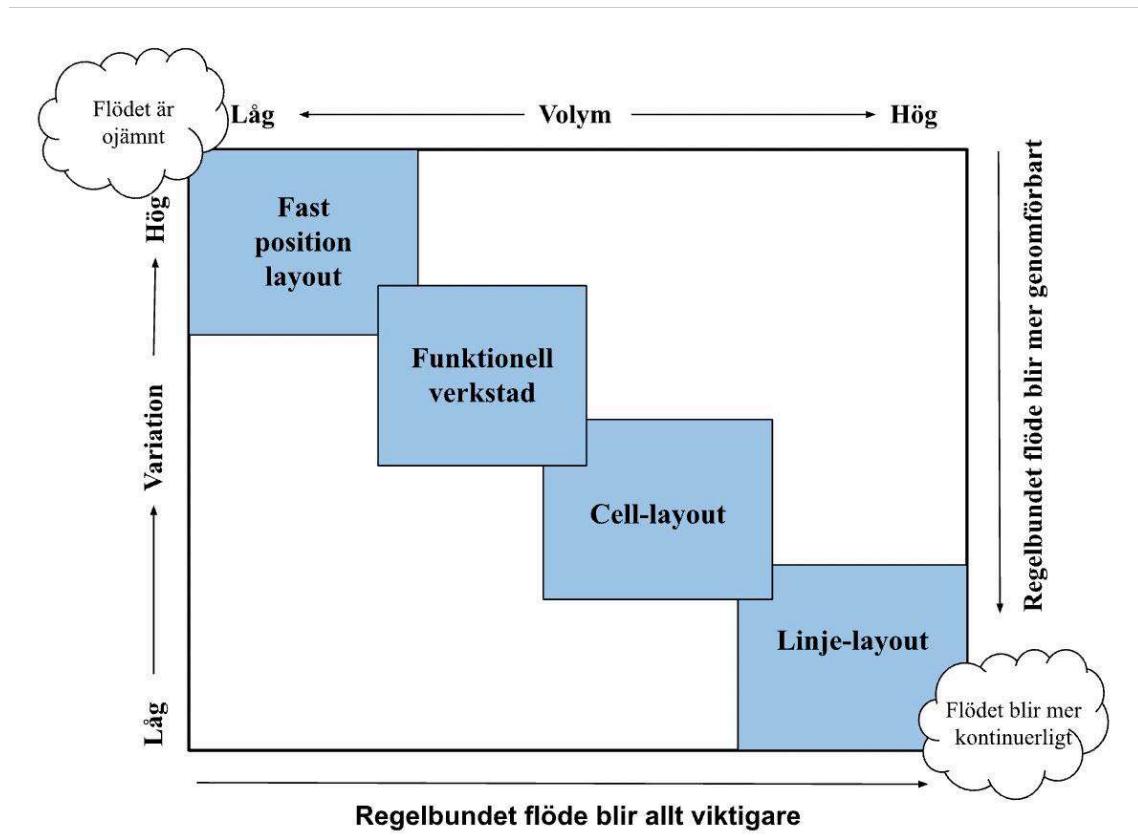 Flödet är
ojämnt
Låg
Volym
Hög
Hög
Variation
Låg
Fast
position
layout
Funktionell
verkstad
Cell-layout
Linje-layout
Regelbundet flöde blir mer genomförbart
Flödet blir mer
kontinuerligt
Regelbundet flöde blir allt viktigare